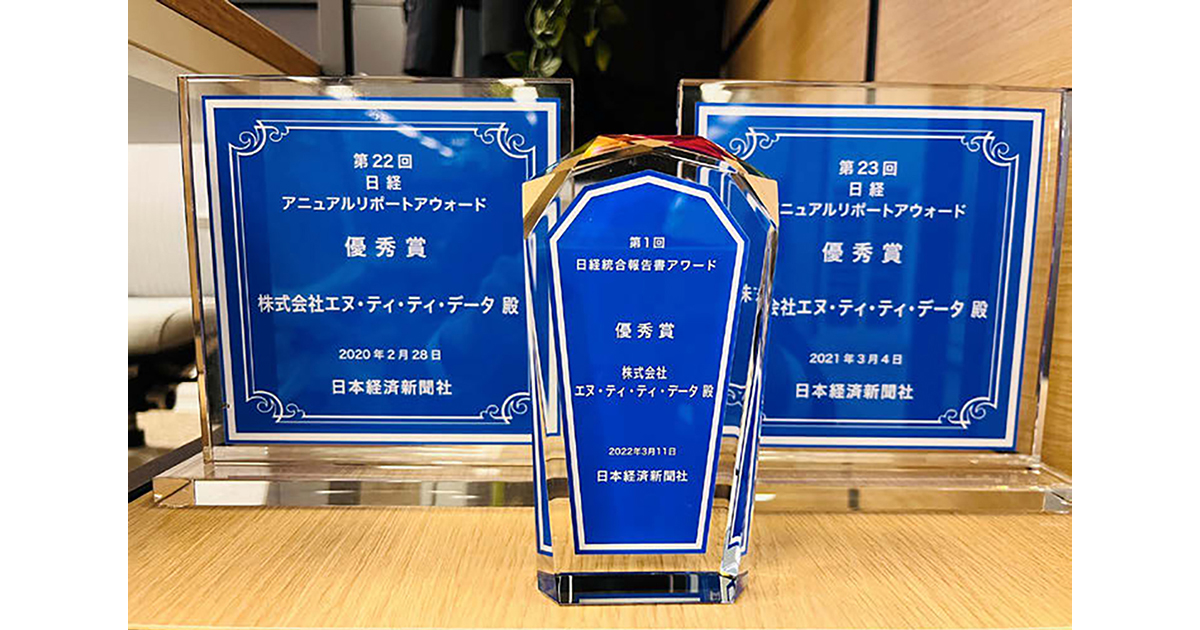 第22回
日経
アニュアルリポートアウォード
優秀賞
株式会社エヌ・ティ・ティ・データ 殿
2020年2月28日
日本経済新聞社
第1回
日経統合報告書アワード
優秀賞
株式会社
エヌ・ティ・ティ・データ 殿
2022年3月11日
日本経済新聞社
第23回
日経
ニュアルリポートアウォード
優秀賞
株 会社エヌ・ティ・ティ・データ 殿
2021年3月4日
日本経済新聞社